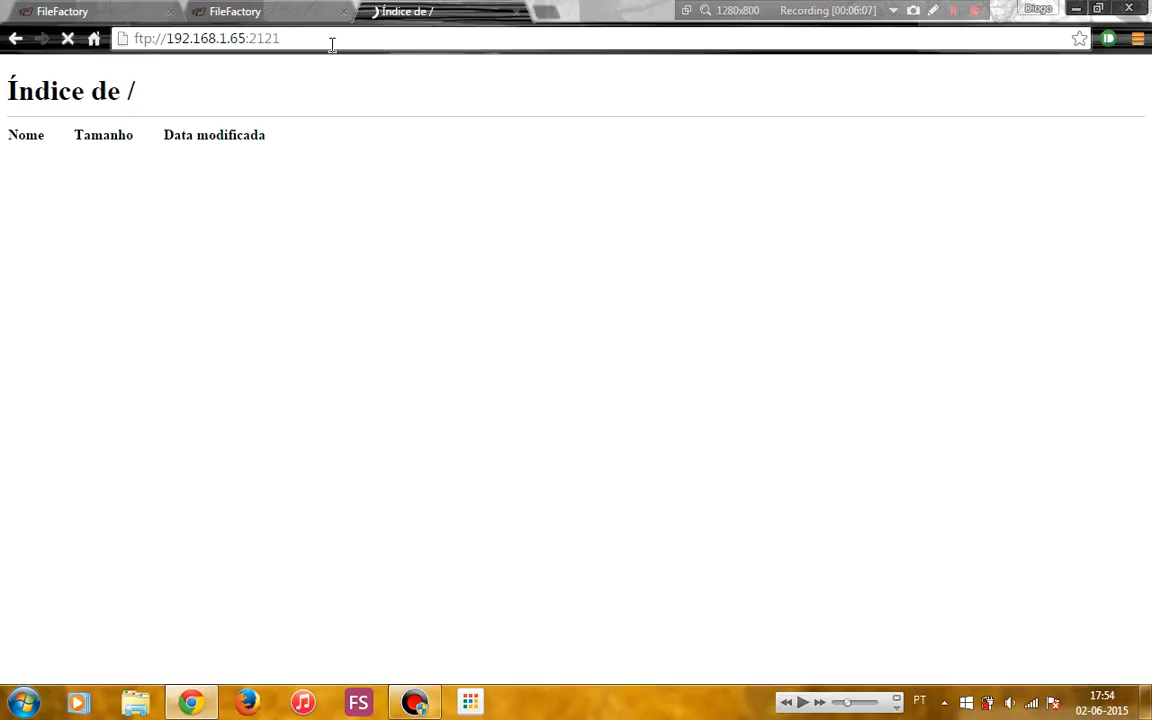 FileFactory
FileFactory
Índice de /
1280x800
Recording [00:06:07]
Diogo
ftp://192.168.1.65:2121
Índice de /
Nome Tamanho Data modificada
FS
PT
17:54
02-06-2015